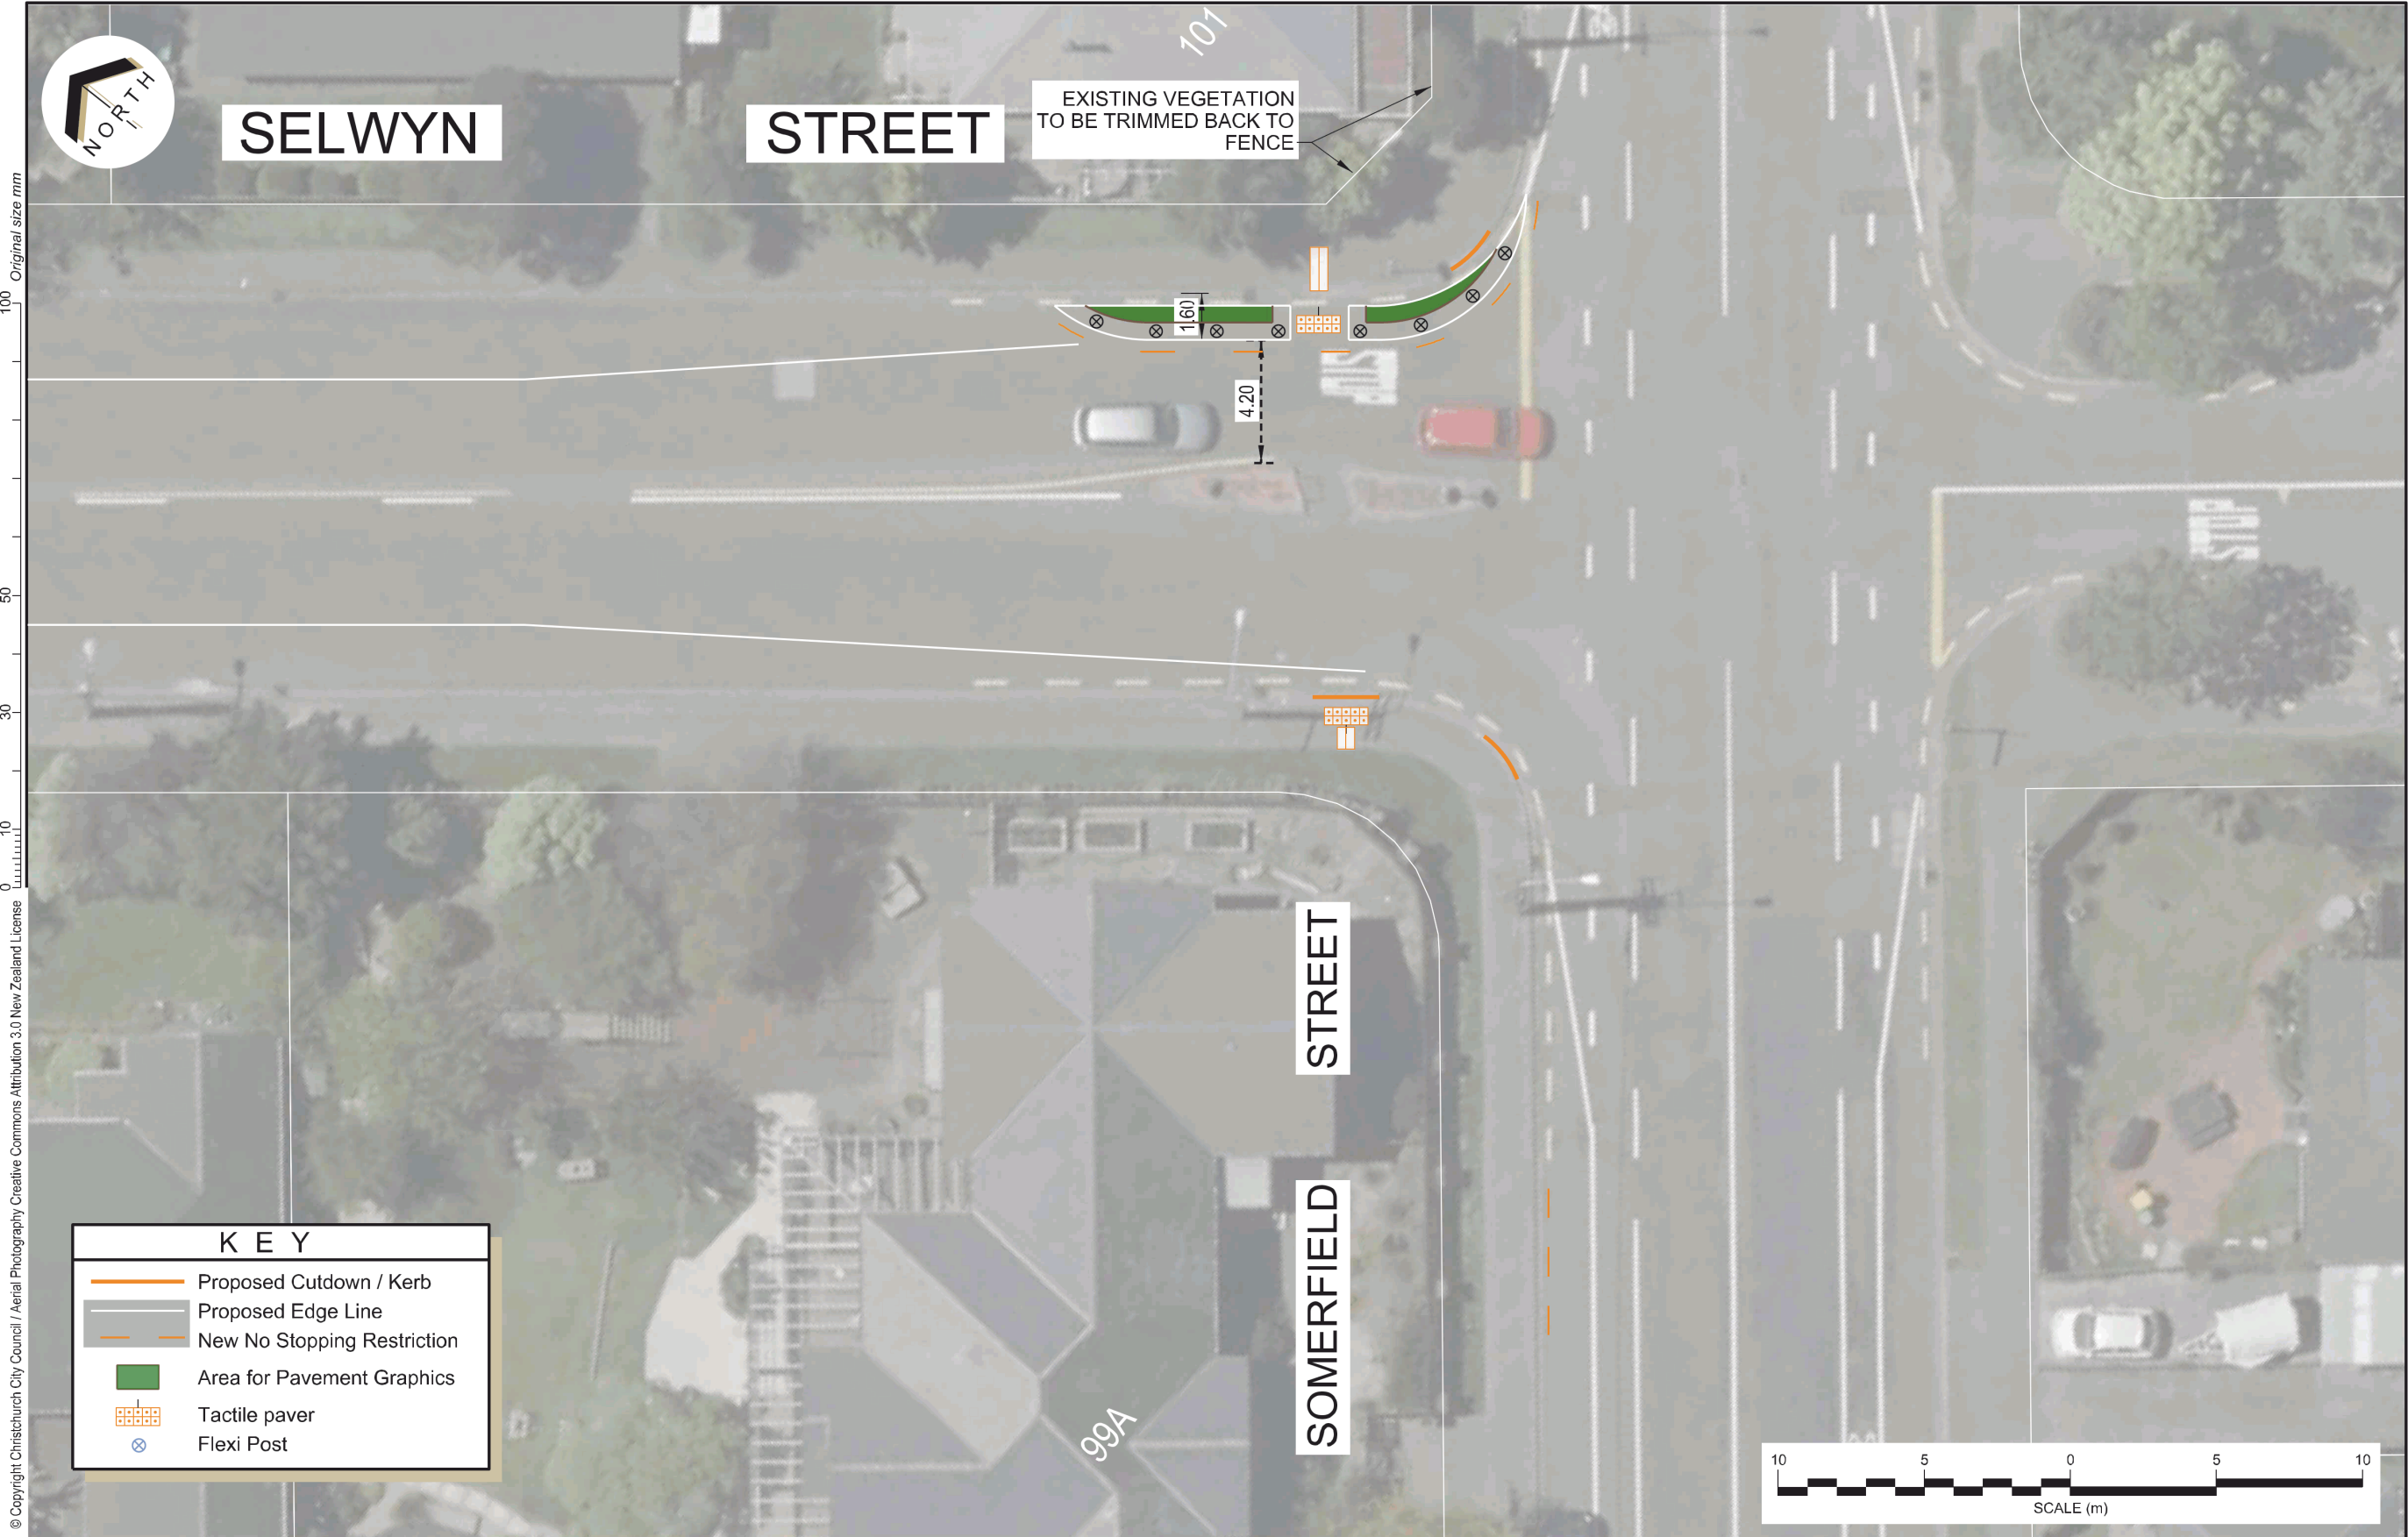 NORTH
SELWYN STREET
101
EXISTING VEGETATION
TO BE TRIMMED BACK TO
FENCE
1.60
4.20
Original size mm
100
50
30
10
0
© Copyright Christchurch City Council / Aerial Photography Creative Commons Attribution 3.0 New Zealand License
SOMERFIELD STREET
99A
KEY
Proposed Cutdown / Kerb
Proposed Edge Line
New No Stopping Restriction
Area for Pavement Graphics
Tactile paver
Flexi Post
10 5 0 5 10
SCALE (m)